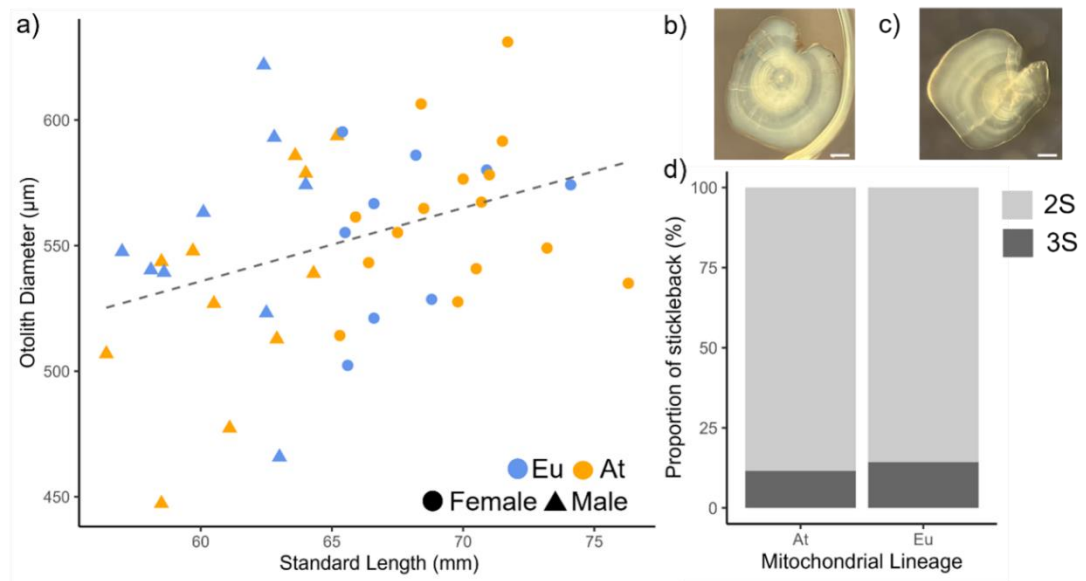 a)
Otolith Diameter (μm)
600
550
500
450
60
65
70
75
Standard Length (mm)
Eu
At
Female
Male
b)
c)
d)
Proportion of stickleback (%)
100
75
50
25
0
At
Eu
Mitochondrial Lineage
2S
3S